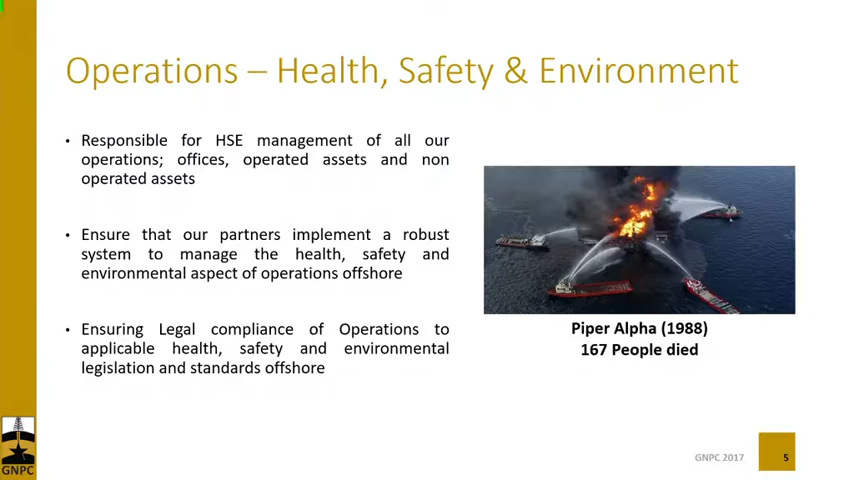 Operations – Health, Safety & Environment
• Responsible for HSE management of all our
operations; offices, operated assets and non
operated assets
• Ensure that our partners implement a robust
system to manage the health, safety and
environmental aspect of operations offshore
• Ensuring Legal compliance of Operations to
applicable health, safety and environmental
legislation and standards offshore
Piper Alpha (1988)
167 People died
GNPC
GNPC 2017
5